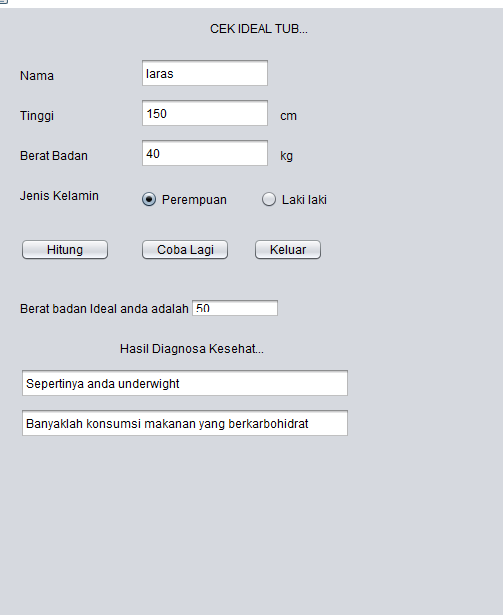 CEK IDEAL TUB...
Nama laras
Tinggi 150 cm
Berat Badan 40 kg
Jenis Kelamin Perempuan Laki laki
Hitung Coba Lagi Keluar
Berat badan Ideal anda adalah 50
Hasil Diagnosa Kesehat...
Sepertinya anda underwight
Banyaklah konsumsi makanan yang berkarbohidrat